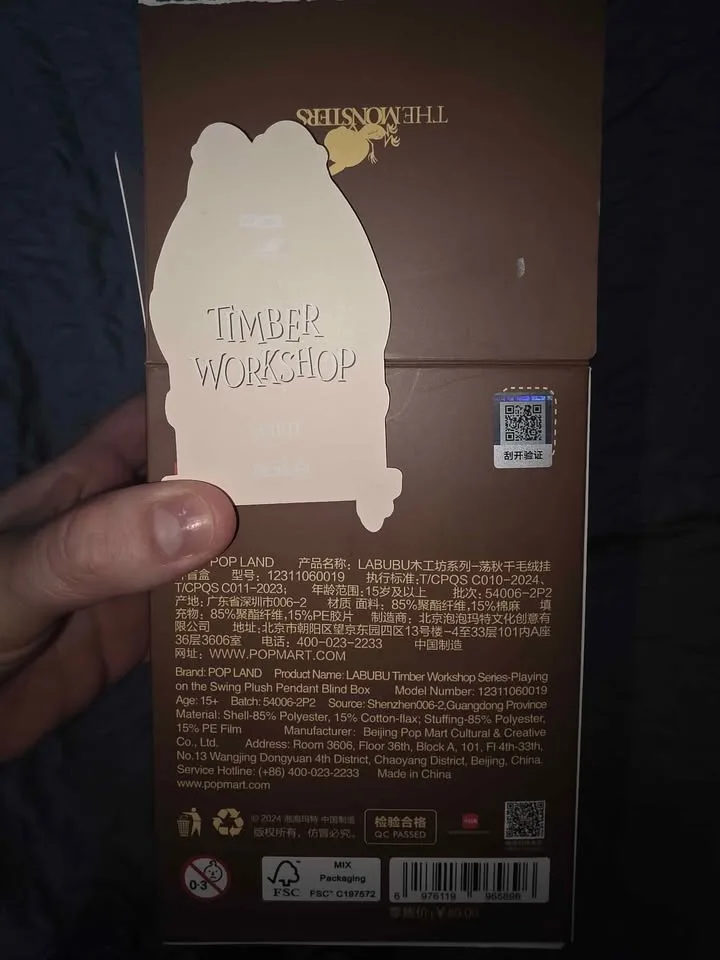 THE MONSTERS
TIMBER
WORKSHOP
刮开验证
POP LAND 产品名称: LABUBU木工坊系列-荡秋千毛绒挂
盲盒 型号: 12311060019 执行标准:T/CPQS C010-2024、
T/CPQS C011-2023; 年龄范围:15岁及以上 批次: 54006-2P2
产地: 广东省深圳市006-2 材质 面料: 85%聚酯纤维,15%棉麻 填
充物: 85%聚酯纤维,15%PE胶片 制造商: 北京泡泡玛特文化创意有
限公司 地址:北京市朝阳区望京东园四区13号楼-4至33层101内A座
36层3606室 电话: 400-023-2233 中国制造
网址: WWW.POPMART.COM
Brand: POP LAND Product Name: LABUBU Timber Workshop Series-Playing
on the Swing Plush Pendant Blind Box Model Number: 12311060019
Age: 15+ Batch: 54006-2P2 Source: Shenzhen006-2,Guangdong Province
Material: Shell-85% Polyester, 15% Cotton-flax; Stuffing-85% Polyester,
15% PE Film Manufacturer: Beijing Pop Mart Cultural & Creative
Co., Ltd. Address: Room 3606, Floor 36th, Block A, 101, Fl 4th-33th,
No.13 Wangjing Dongyuan 4th District, Chaoyang District, Beijing, China.
Service Hotline: (+86) 400-023-2233 Made in China
www.popmart.com
© 2024 泡泡玛特 中国制造
版权所有，仿冒必究。
检验合格
QC PASSED
0-3
FSC
MIX
Packaging
FSC™ C197572
6 976119 965898